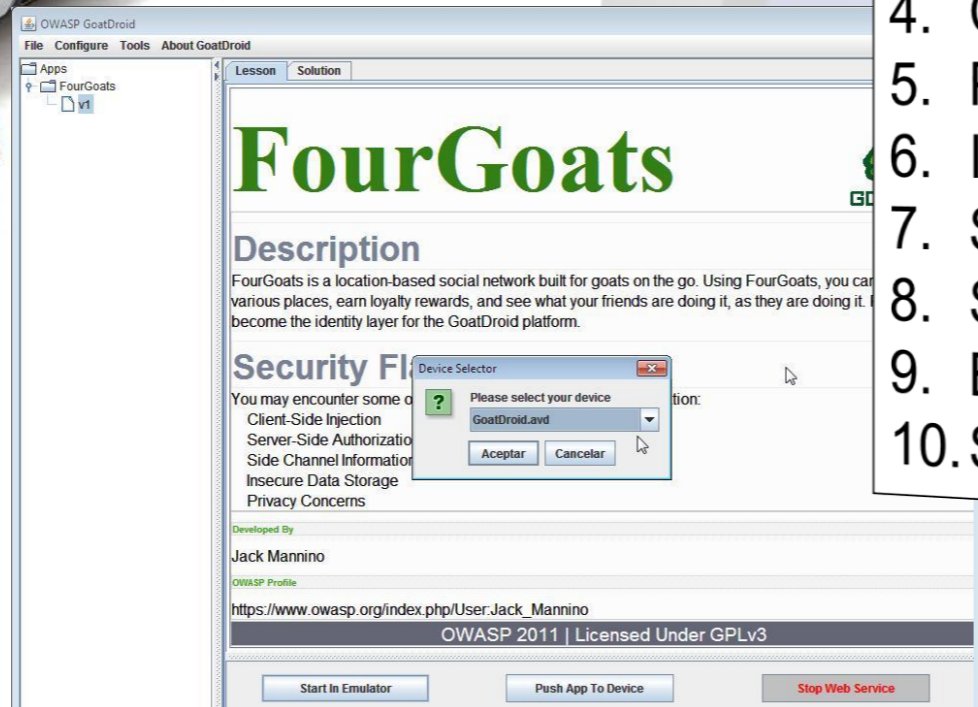 OWASP GoatDroid
File Configure Tools About GoatDroid
Apps
FourGoats
v1
Lesson Solution
FourGoats
Description
FourGoats is a location-based social network built for goats on the go. Using FourGoats, you can
various places, earn loyalty rewards, and see what your friends are doing it, as they are doing it.
become the identity layer for the GoatDroid platform.
Security
You may encounter some
Client-Side Injection
Server-Side
Side Channel
Insecure Data Storage
Privacy Concerns
Device Selector
Please select your device
GoatDroid.avd
Aceptar Cancelar
Developed By
Jack Mannino
OWASP Profile
https://www.owasp.org/index.php/User:Jack_Mannino
OWASP 2011 | Licensed Under GPLv3
Start In Emulator Push App To Device Stop Web Service
4.
5.
6.
7. S
8. S
9.
10. S